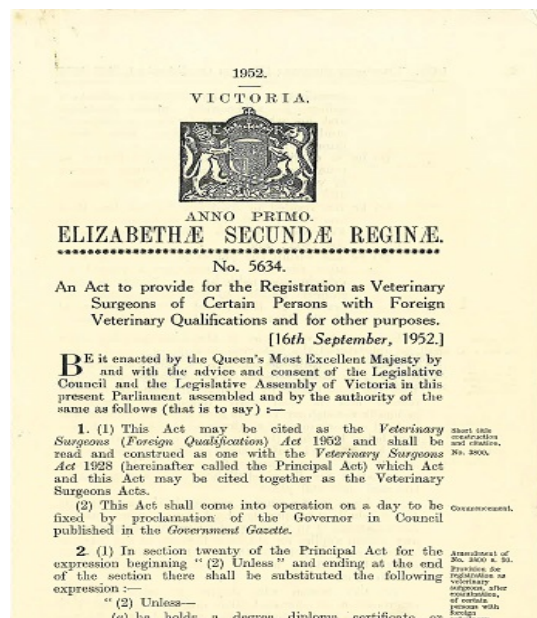 1952.
VICTORIA.
E R
ANNO PRIMO.
ELIZABETHÆ SECUNDÆ REGINÆ.
No. 5634.
An Act to provide for the Registration as Veterinary
Surgeons of Certain Persons with Foreign
Veterinary Qualifications and for other purposes.
[16th September, 1952.]
BE it enacted by the Queen's Most Excellent Majesty by
and with the advice and consent of the Legislative
Council and the Legislative Assembly of Victoria in this
present Parliament assembled and by the authority of the
same as follows (that is to say) :—
1. (1) This Act may be cited as the Veterinary
Surgeons (Foreign Qualification) Act 1952 and shall be
read and construed as one with the Veterinary Surgeons
Act 1928 (hereinafter called the Principal Act) which Act
and this Act may be cited together as the Veterinary
Surgeons Acts.
Short title
construction
and citation.
No. 3800.
(2) This Act shall come into operation on a day to be
fixed by proclamation of the Governor in Council
published in the Government Gazette.
Commencement.
2. (1) In section twenty of the Principal Act for the
expression beginning " (2) Unless " and ending at the end
of the section there shall be substituted the following
expression :—
Amendment of
No. 3800 s. 20.
Provision for
registration as
veterinary
surgeons, after
examination,
of certain
persons with
foreign
" (2) Unless—
(a) he holds a degree diploma certificate or